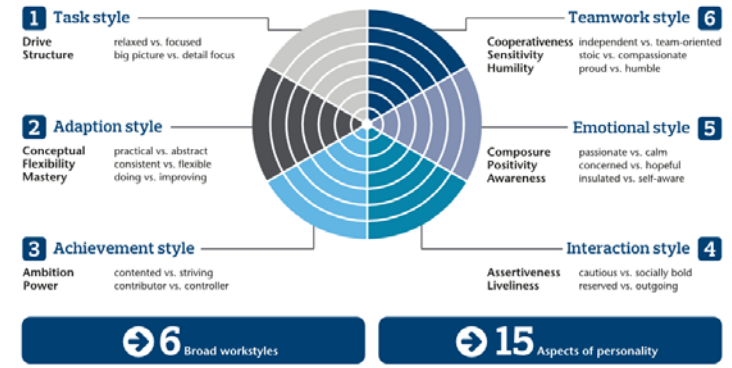 1 Task style
Drive relaxed vs. focused
Structure big picture vs. detail focus
2 Adaption style
Conceptual practical vs. abstract
Flexibility consistent vs. flexible
Mastery doing vs. improving
3 Achievement style
Ambition contented vs. striving
Power contributor vs. controller
Teamwork style 6
Cooperativeness independent vs. team-oriented
Sensitivity stoic vs. compassionate
Humility proud vs. humble
Emotional style 5
Composure passionate vs. calm
Positivity concerned vs. hopeful
Awareness insulated vs. self-aware
Interaction style 4
Assertiveness cautious vs. socially bold
Liveliness reserved vs. outgoing
6 Broad workstyles
15 Aspects of personality